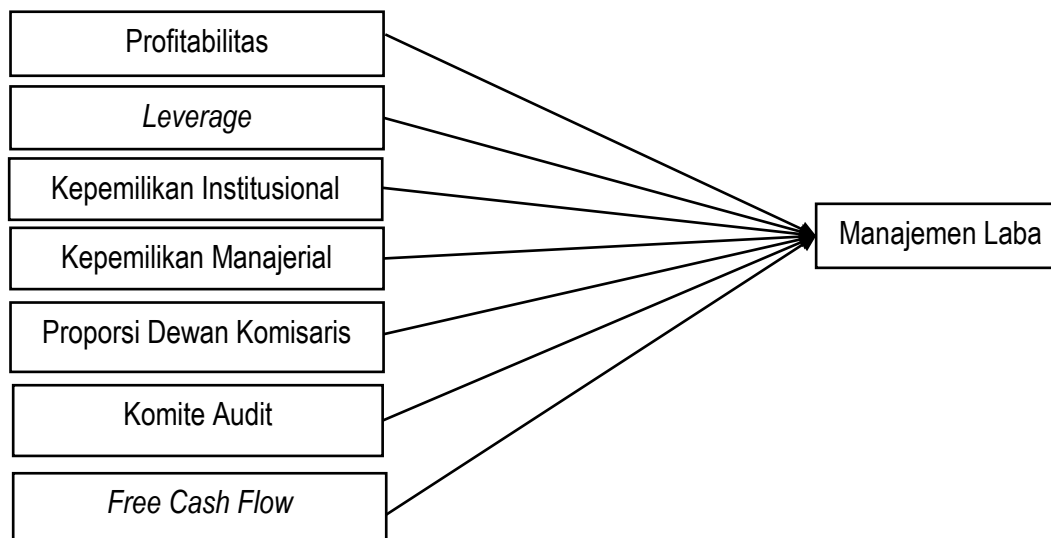 Profitabilitas
Leverage
Kepemilikan Institusional
Kepemilikan Manajerial
Proporsi Dewan Komisaris
Komite Audit
Free Cash Flow
Manajemen Laba